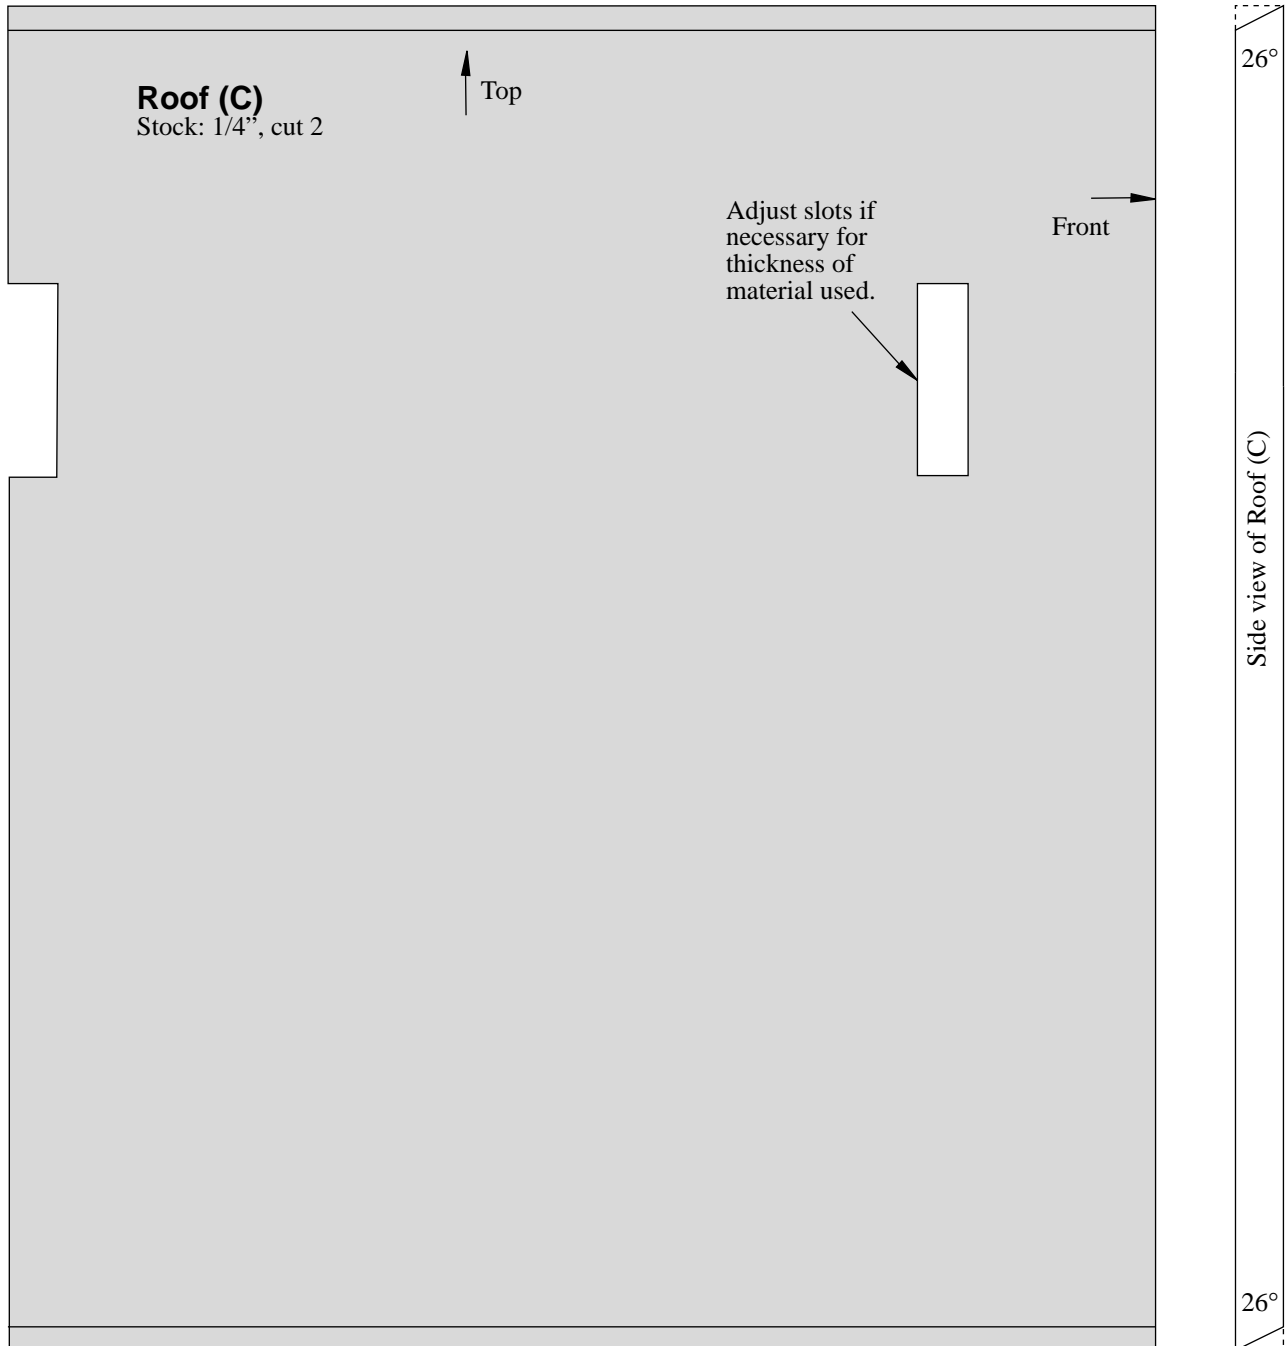 Roof (C)
Stock: 1/4”, cut 2
Top
26°
Adjust slots if
necessary for
thickness of
material used.
Front
Side view of Roof (C)
26°